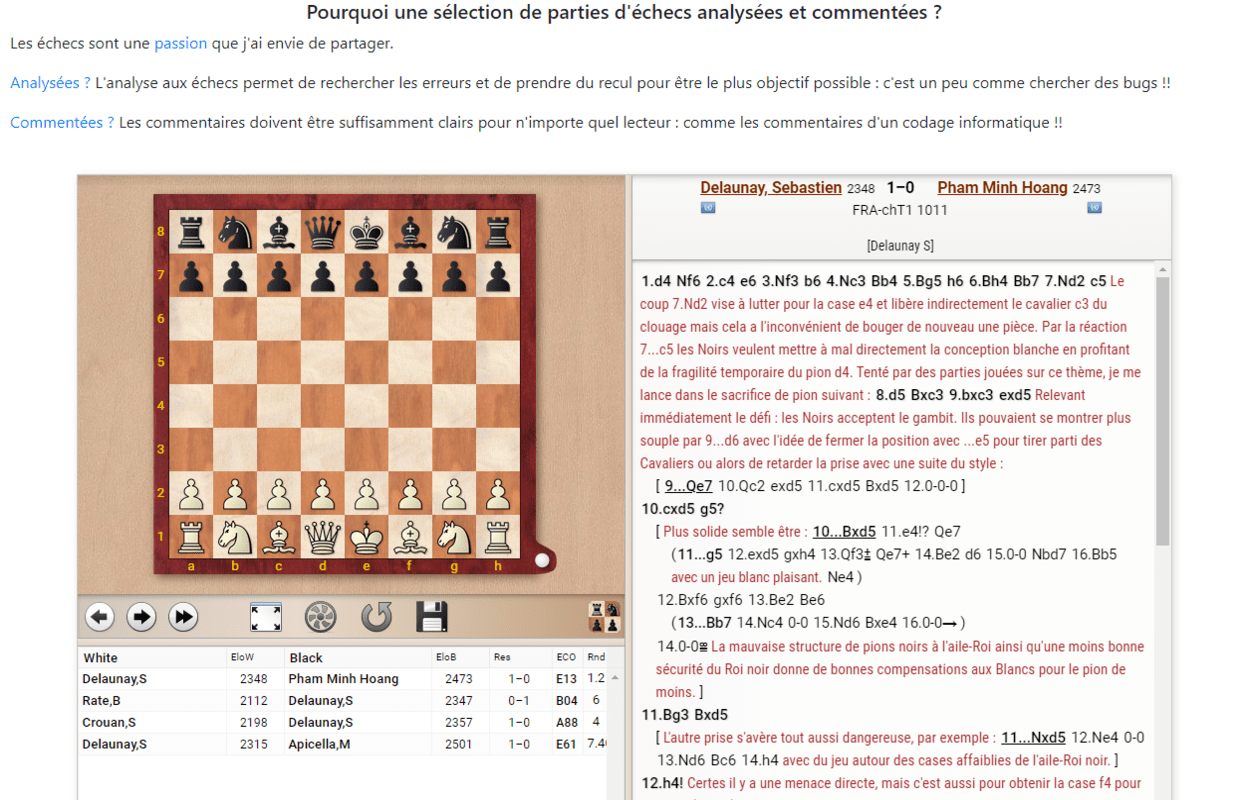 Pourquoi une sélection de parties d'échecs analysées et commentées ?
Les échecs sont une passion que j'ai envie de partager.
Analysées ? L'analyse aux échecs permet de rechercher les erreurs et de prendre du recul pour être le plus objectif possible : c'est un peu comme chercher des bugs !!
Commentées ? Les commentaires doivent être suffisamment clairs pour n'importe quel lecteur : comme les commentaires d'un codage informatique !!
8
7
6
5
4
3
2
1
a b c d e f g h
White EloW Black EloB Res ECO Rnd
Delaunay,S 2348 Pham Minh Hoang 2473 1–0 E13 1.2
Rate,B 2112 Delaunay,S 2347 0–1 B04 6
Crouan,S 2198 Delaunay,S 2357 1–0 A88 4
Delaunay,S 2315 Apicella,M 2501 1–0 E61
Delaunay, Sebastien 2348 1–0 Pham Minh Hoang 2473
FRA-chT1 1011
[Delaunay S]
1.d4 Nf6 2.c4 e6 3.Nf3 b6 4.Nc3 Bb4 5.Bg5 h6 6.Bh4 Bb7 7.Nd2 c5 Le
coup 7.Nd2 vise à lutter pour la case e4 et libère indirectement le cavalier c3 du
clouage mais cela a l'inconvénient de bouger de nouveau une pièce. Par la réaction
7...c5 les Noirs veulent mettre à mal directement la conception blanche en profitant
de la fragilité temporaire du pion d4. Tenté par des parties jouées sur ce thème, je me
lance dans le sacrifice de pion suivant : 8.d5 Bxc3 9.bxc3 exd5 Relevant
immédiatement le défi : les Noirs acceptent le gambit. Ils pouvaient se montrer plus
souple par 9...d6 avec l'idée de fermer la position avec ...e5 pour tirer parti des
Cavaliers ou alors de retarder la prise avec une suite du style :
[ 9...Qe7 10.Qc2 exd5 11.cxd5 Bxd5 12.0-0-0 ]
10.cxd5 g5?
[ Plus solide semble être : 10...Bxd5 11.e4!? Qe7
(11...g5 12.exd5 gxh4 13.Qf3± Qe7+ 14.Be2 d6 15.0-0 Nbd7 16.Bb5
avec un jeu blanc plaisant. Ne4 )
12.Bxf6 gxf6 13.Be2 Be6
(13...Bb7 14.Nc4 0-0 15.Nd6 Bxe4 16.0-0→ )
14.0-0 La mauvaise structure de pions noirs à l'aile-Roi ainsi qu'une moins bonne
sécurité du Roi noir donne de bonnes compensations aux Blancs pour le pion de
moins. ]
11.Bg3 Bxd5
[ L'autre prise s'avère tout aussi dangereuse, par exemple : 11...Nxd5 12.Ne4 0-0
13.Nd6 Bc6 14.h4 avec du jeu autour des cases affaiblies de l'aile-Roi noir. ]
12.h4! Certes il y a une menace directe, mais c'est aussi pour obtenir la case f4 pour